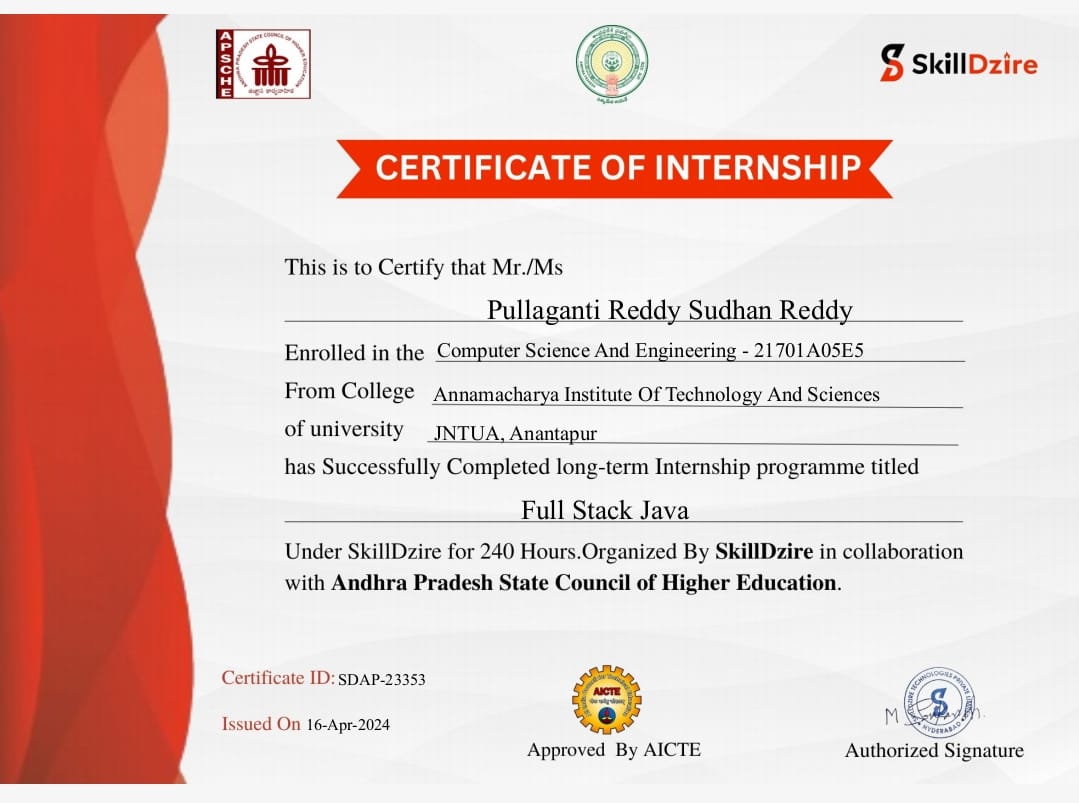 APSCHE
ANDHRA PRADESH STATE COUNCIL OF HIGHER EDUCATION
SkillDzire
CERTIFICATE OF INTERNSHIP
This is to Certify that Mr./Ms
Pullaganti Reddy Sudhan Reddy
Enrolled in the Computer Science And Engineering - 21701A05E5
From College Annamacharya Institute Of Technology And Sciences
of university JNTUA, Anantapur
has Successfully Completed long-term Internship programme titled
Full Stack Java
Under SkillDzire for 240 Hours.Organized By SkillDzire in collaboration
with Andhra Pradesh State Council of Higher Education.
Certificate ID: SDAP-23353
Issued On 16-Apr-2024
AICTE
Approved By AICTE
HYDERABAD
Authorized Signature